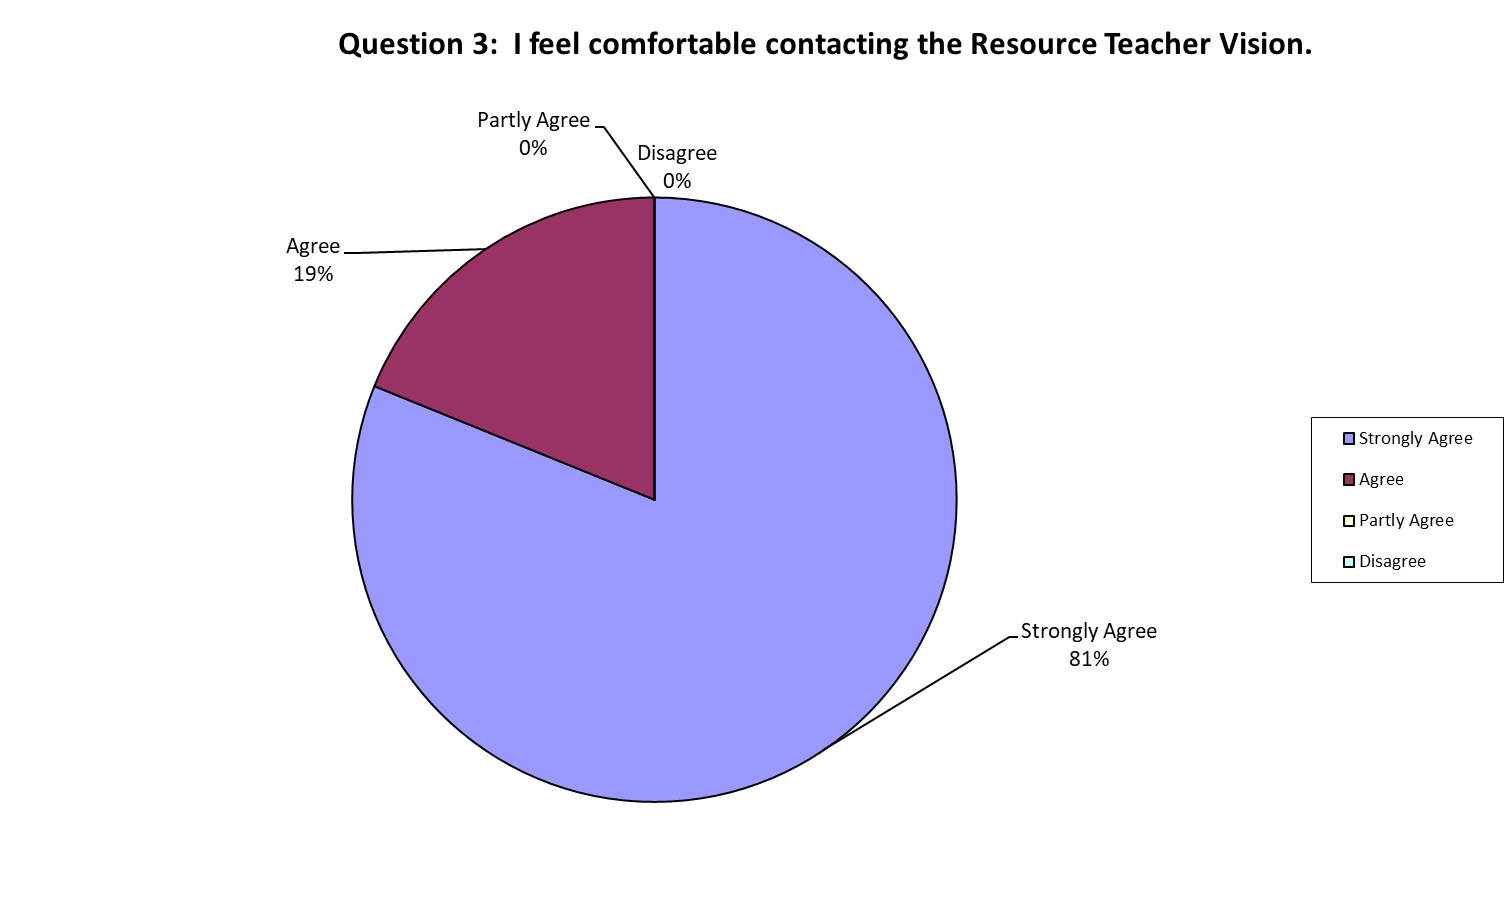 Question 3:  I feel comfortable contacting the Resource Teacher Vision.
Partly Agree
0%
Disagree
0%
Agree
19%
Strongly Agree
Agree
Partly Agree
Disagree
Strongly Agree
81%